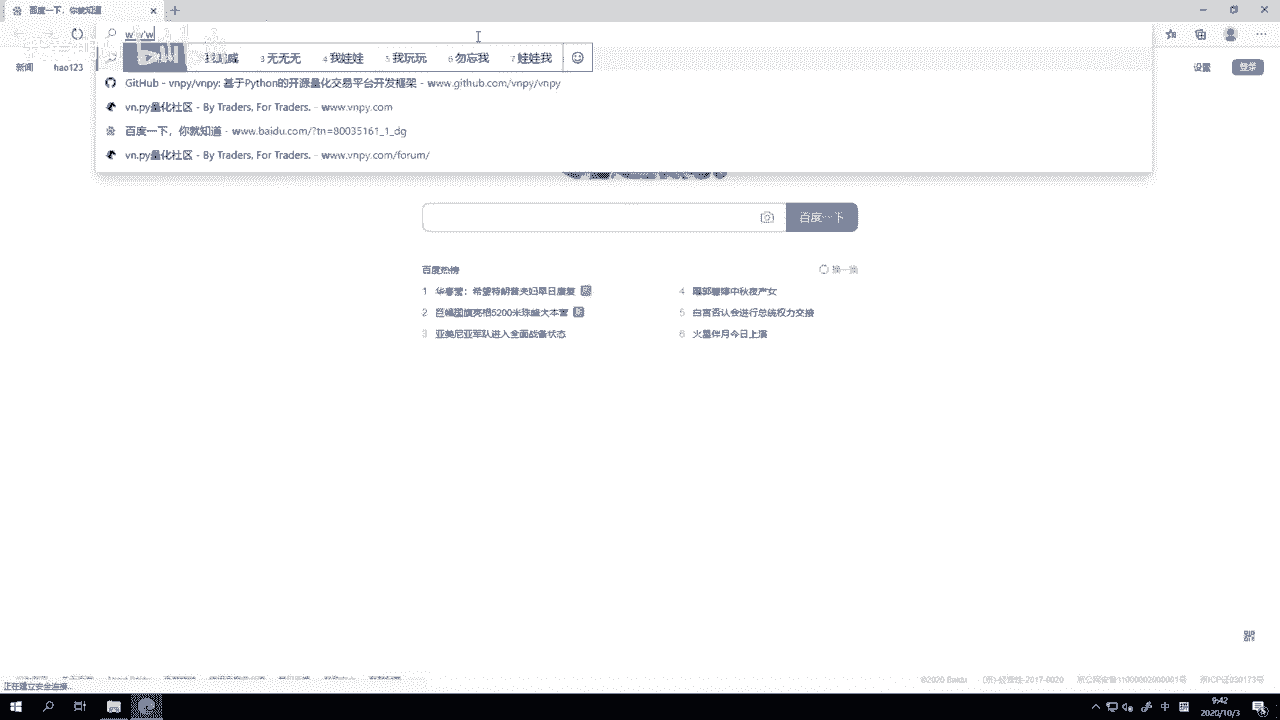 百度一下，你就知道
w'w'w
新闻 hao123
3 无无无 4 我娃娃 5 我玩玩 6 勿忘我 7 娃娃我
设置 登录
GitHub - vnpy/vnpy: 基于Python的开源量化交易平台开发框架 - www.github.com/vnpy/vnpy
vn.py量化社区 - By Traders, For Traders. - www.vnpy.com
百度一下，你就知道 - www.baidu.com/?tn=80035161_1_dg
vn.py量化社区 - By Traders, For Traders. - www.vnpy.com/forum/
百度一下
百度热榜 换一换
1 华春莹：希望特朗普夫妇早日康复
4 曝郭碧婷中秋夜产女
2 巨幅国旗亮相5200米珠峰大本营
5 白宫否认会进行总统权力交接
3 亚美尼亚军队进入全面战备状态
6 火星伴月今日上演
正在建立安全连接...
©2020 Baidu
9:42
中
2020/10/3